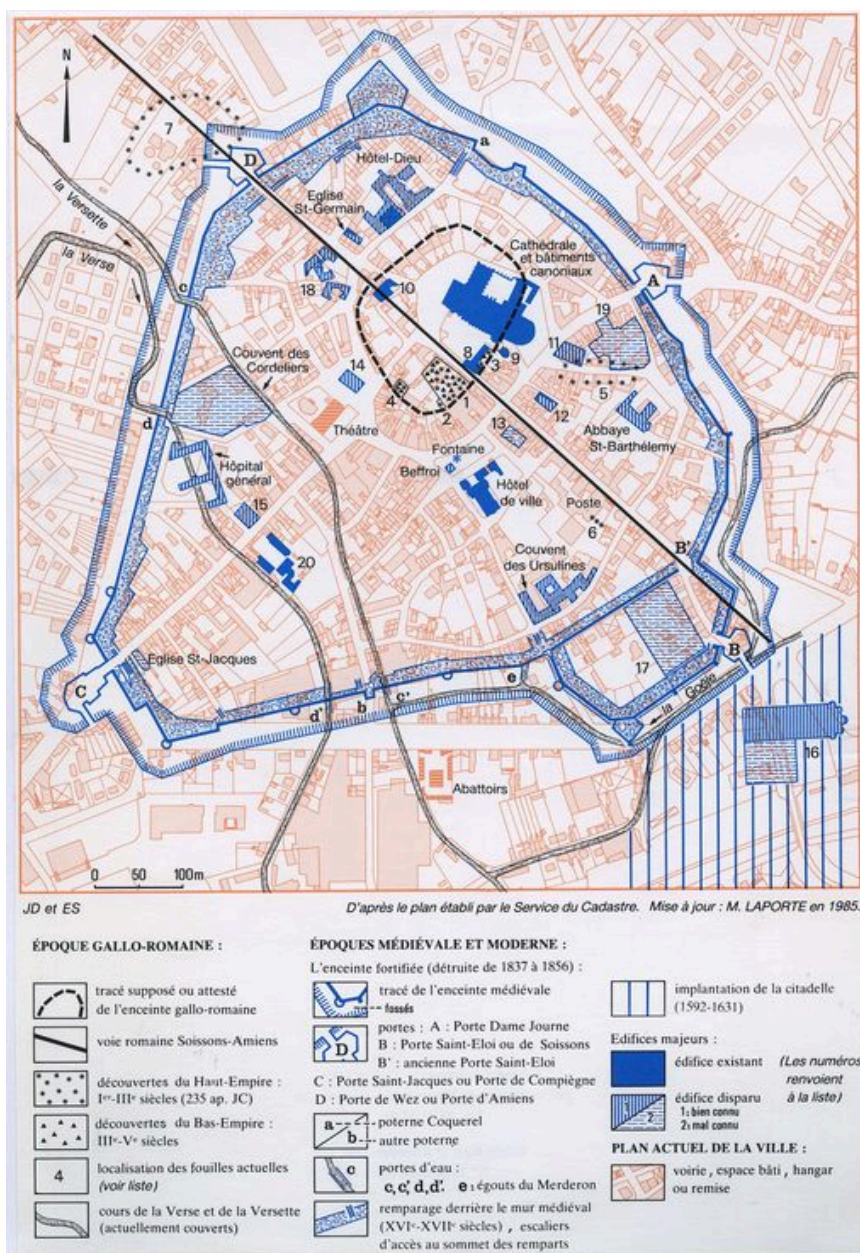 N
7
D
a
Hôtel-Dieu
la Versette
la Verse
Eglise
St-Germain
Cathédrale
et bâtiments
canoniaux
A
c
18
10
19
Couvent des
Cordeliers
8
3
9
11
5
14
4
1
2
12
d
Théâtre
13
Abbaye
St-Barthélemy
Fontaine
Beffroi
Hôpital
général
Hôtel
de ville
Poste
15
6
B'
20
Couvent
des Ursulines
Eglise St-Jacques
17
B
C
e
la Goële
d'
b
c'
16
Abattoirs
0 50 100m
JD et ES
D'après le plan établi par le Service du Cadastre. Mise à jour : M. LAPORTE en 1985.
ÉPOQUE GALLO-ROMAINE :
tracé supposé ou attesté
de l'enceinte gallo-romaine
voie romaine Soissons-Amiens
découvertes du Haut-Empire :
Ier-IIIe siècles (235 ap. JC)
découvertes du Bas-Empire :
IIIe-Ve siècles
4
localisation des fouilles actuelles
(voir liste)
cours de la Verse et de la Versette
(actuellement couverts)
ÉPOQUES MÉDIÉVALE ET MODERNE :
L'enceinte fortifiée (détruite de 1837 à 1856) :
tracé de l'enceinte médiévale
fossés
D
portes : A : Porte Dame Journe
B : Porte Saint-Eloi ou de Soissons
B' : ancienne Porte Saint-Eloi
C : Porte Saint-Jacques ou Porte de Compiègne
D : Porte de Wez ou Porte d'Amiens
a
poterne Coquerel
b
autre poterne
c
portes d'eau :
c, c', d, d'. e : égouts du Merderon
remparage derrière le mur médiéval
(XVIe-XVIIe siècles) , escaliers
d'accès au sommet des remparts
implantation de la citadelle
(1592-1631)
Edifices majeurs :
édifice existant
(Les numéros
renvoient
à la liste)
1
2
édifice disparu
1: bien connu
2: mal connu
PLAN ACTUEL DE LA VILLE :
voirie, espace bâti, hangar
ou remise